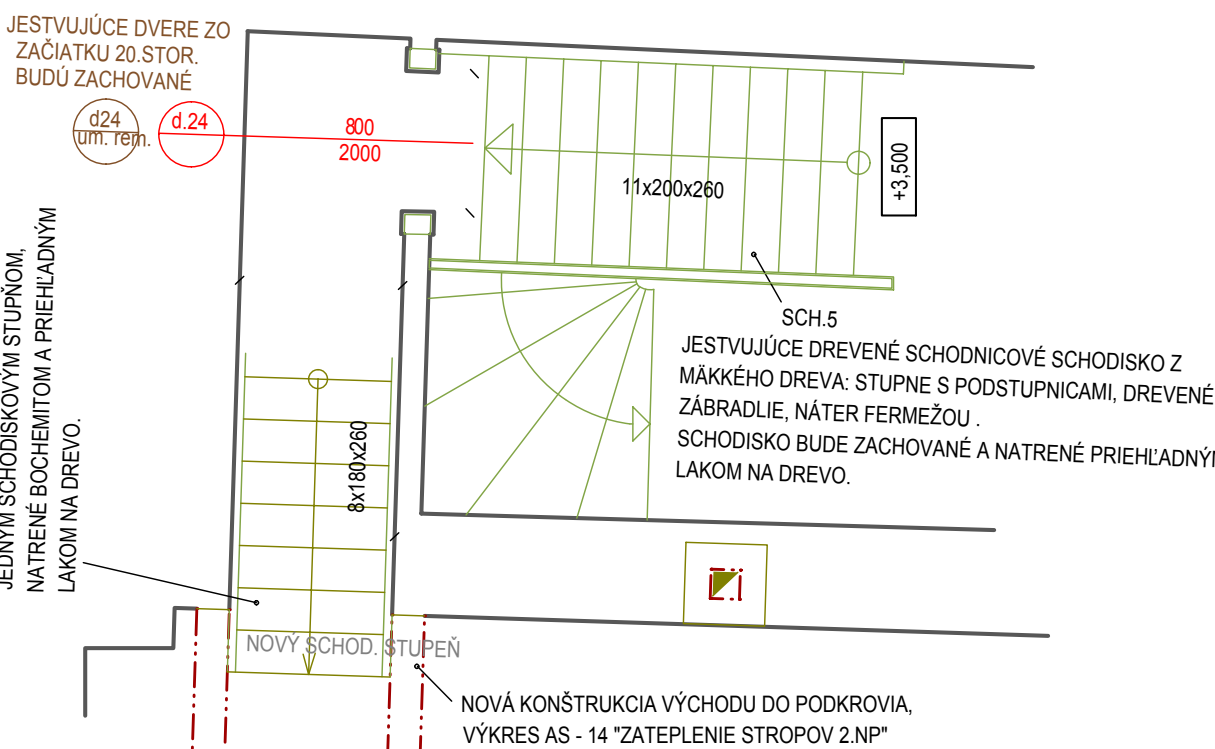 JESTVUJÚCE DVERE ZO
ZAČIATKU 20.STOR.
BUDÚ ZACHOVANÉ
d24
um. rem.
d.24
800
2000
11x200x260
+3,500
SCH.5
JESTVUJÚCE DREVENÉ SCHODNICOVÉ SCHODISKO Z
MÄKKÉHO DREVA: STUPNE S PODSTUPNICAMI, DREVENÉ
ZÁBRADLIE, NÁTER FERMEŽOU .
SCHODISKO BUDE ZACHOVANÉ A NATRENÉ PRIEHĽADNÝM
LAKOM NA DREVO.
JEDNÝM SCHODISKOVÝM STUPŇOM,
NATRENÉ BOCHEMITOM A PRIEHĽADNÝM
LAKOM NA DREVO.
8x180x260
NOVÝ SCHOD. STUPEŇ
NOVÁ KONŠTRUKCIA VÝCHODU DO PODKROVIA,
VÝKRES AS - 14 "ZATEPLENIE STROPOV 2.NP"